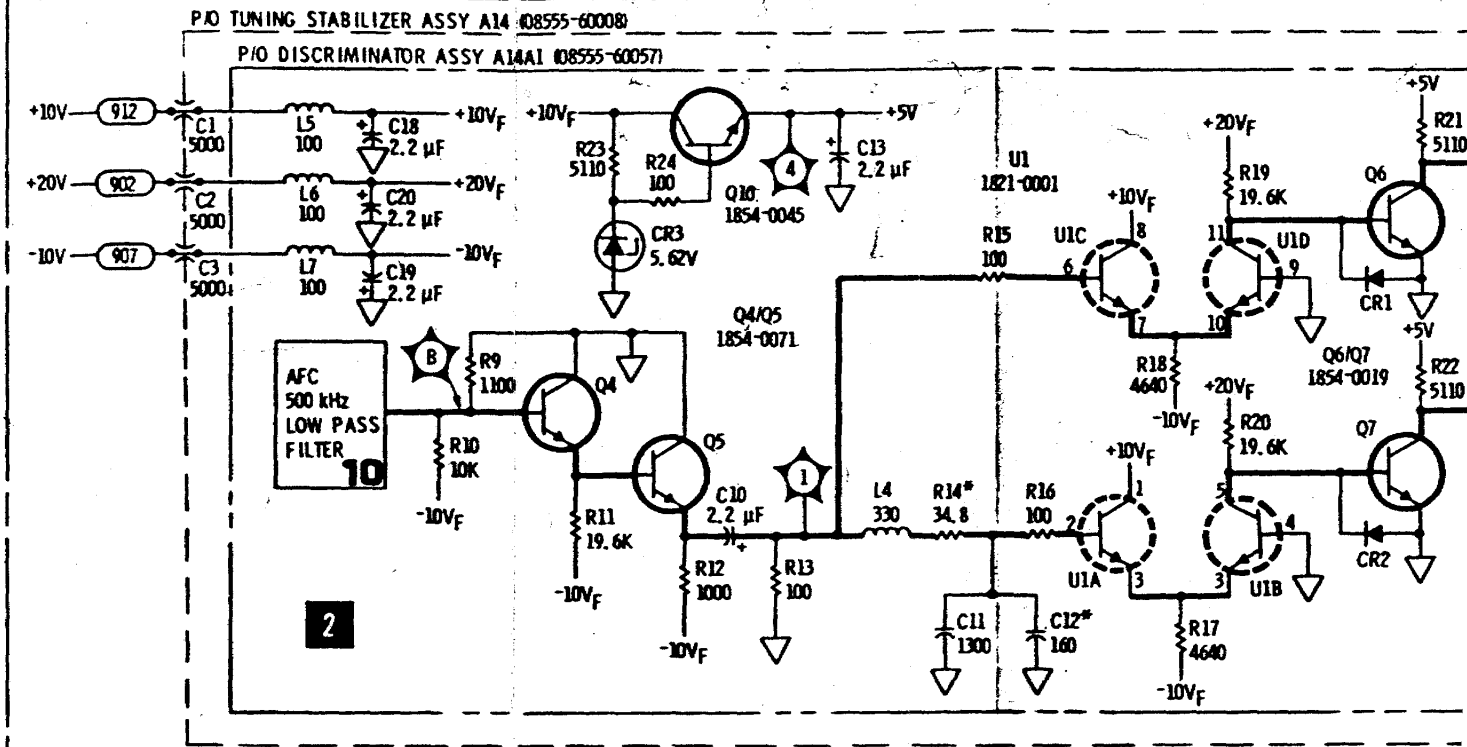 P/O TUNING STABILIZER ASSY A14 (08555-60008)
P/O DISCRIMINATOR ASSY A14A1 (08555-60057)
+10V
912
C1
5000
L5
100
C18
2.2 µF
+10VF
+20V
902
C2
5000
L6
100
C20
2.2 µF
+20VF
-10V
907
C3
5000
L7
100
C19
2.2 µF
-10VF
+10VF
R23
5110
R24
100
Q10
1854-0045
CR3
5.62V
4
C13
2.2 µF
+5V
U1
1821-0001
AFC
500 kHz
LOW PASS
FILTER
10
B
R9
1100
R10
10K
-10VF
Q4
Q4/Q5
1854-0071
R11
19.6K
-10VF
Q5
C10
2.2 µF
+
R12
1000
-10VF
R13
100
1
L4
330
R14*
34.8
R15
100
R16
100
C11
1300
C12*
160
2
+10VF
U1C
6
8
7
+20VF
R19
19.6K
11
U1D
9
10
R18
4640
-10VF
+10VF
1
2
3
U1A
+20VF
R20
19.6K
5
4
3
U1B
R17
4640
-10VF
+5V
R21
5110
Q6
CR1
Q6/Q7
1854-0019
+5V
R22
5110
Q7
CR2